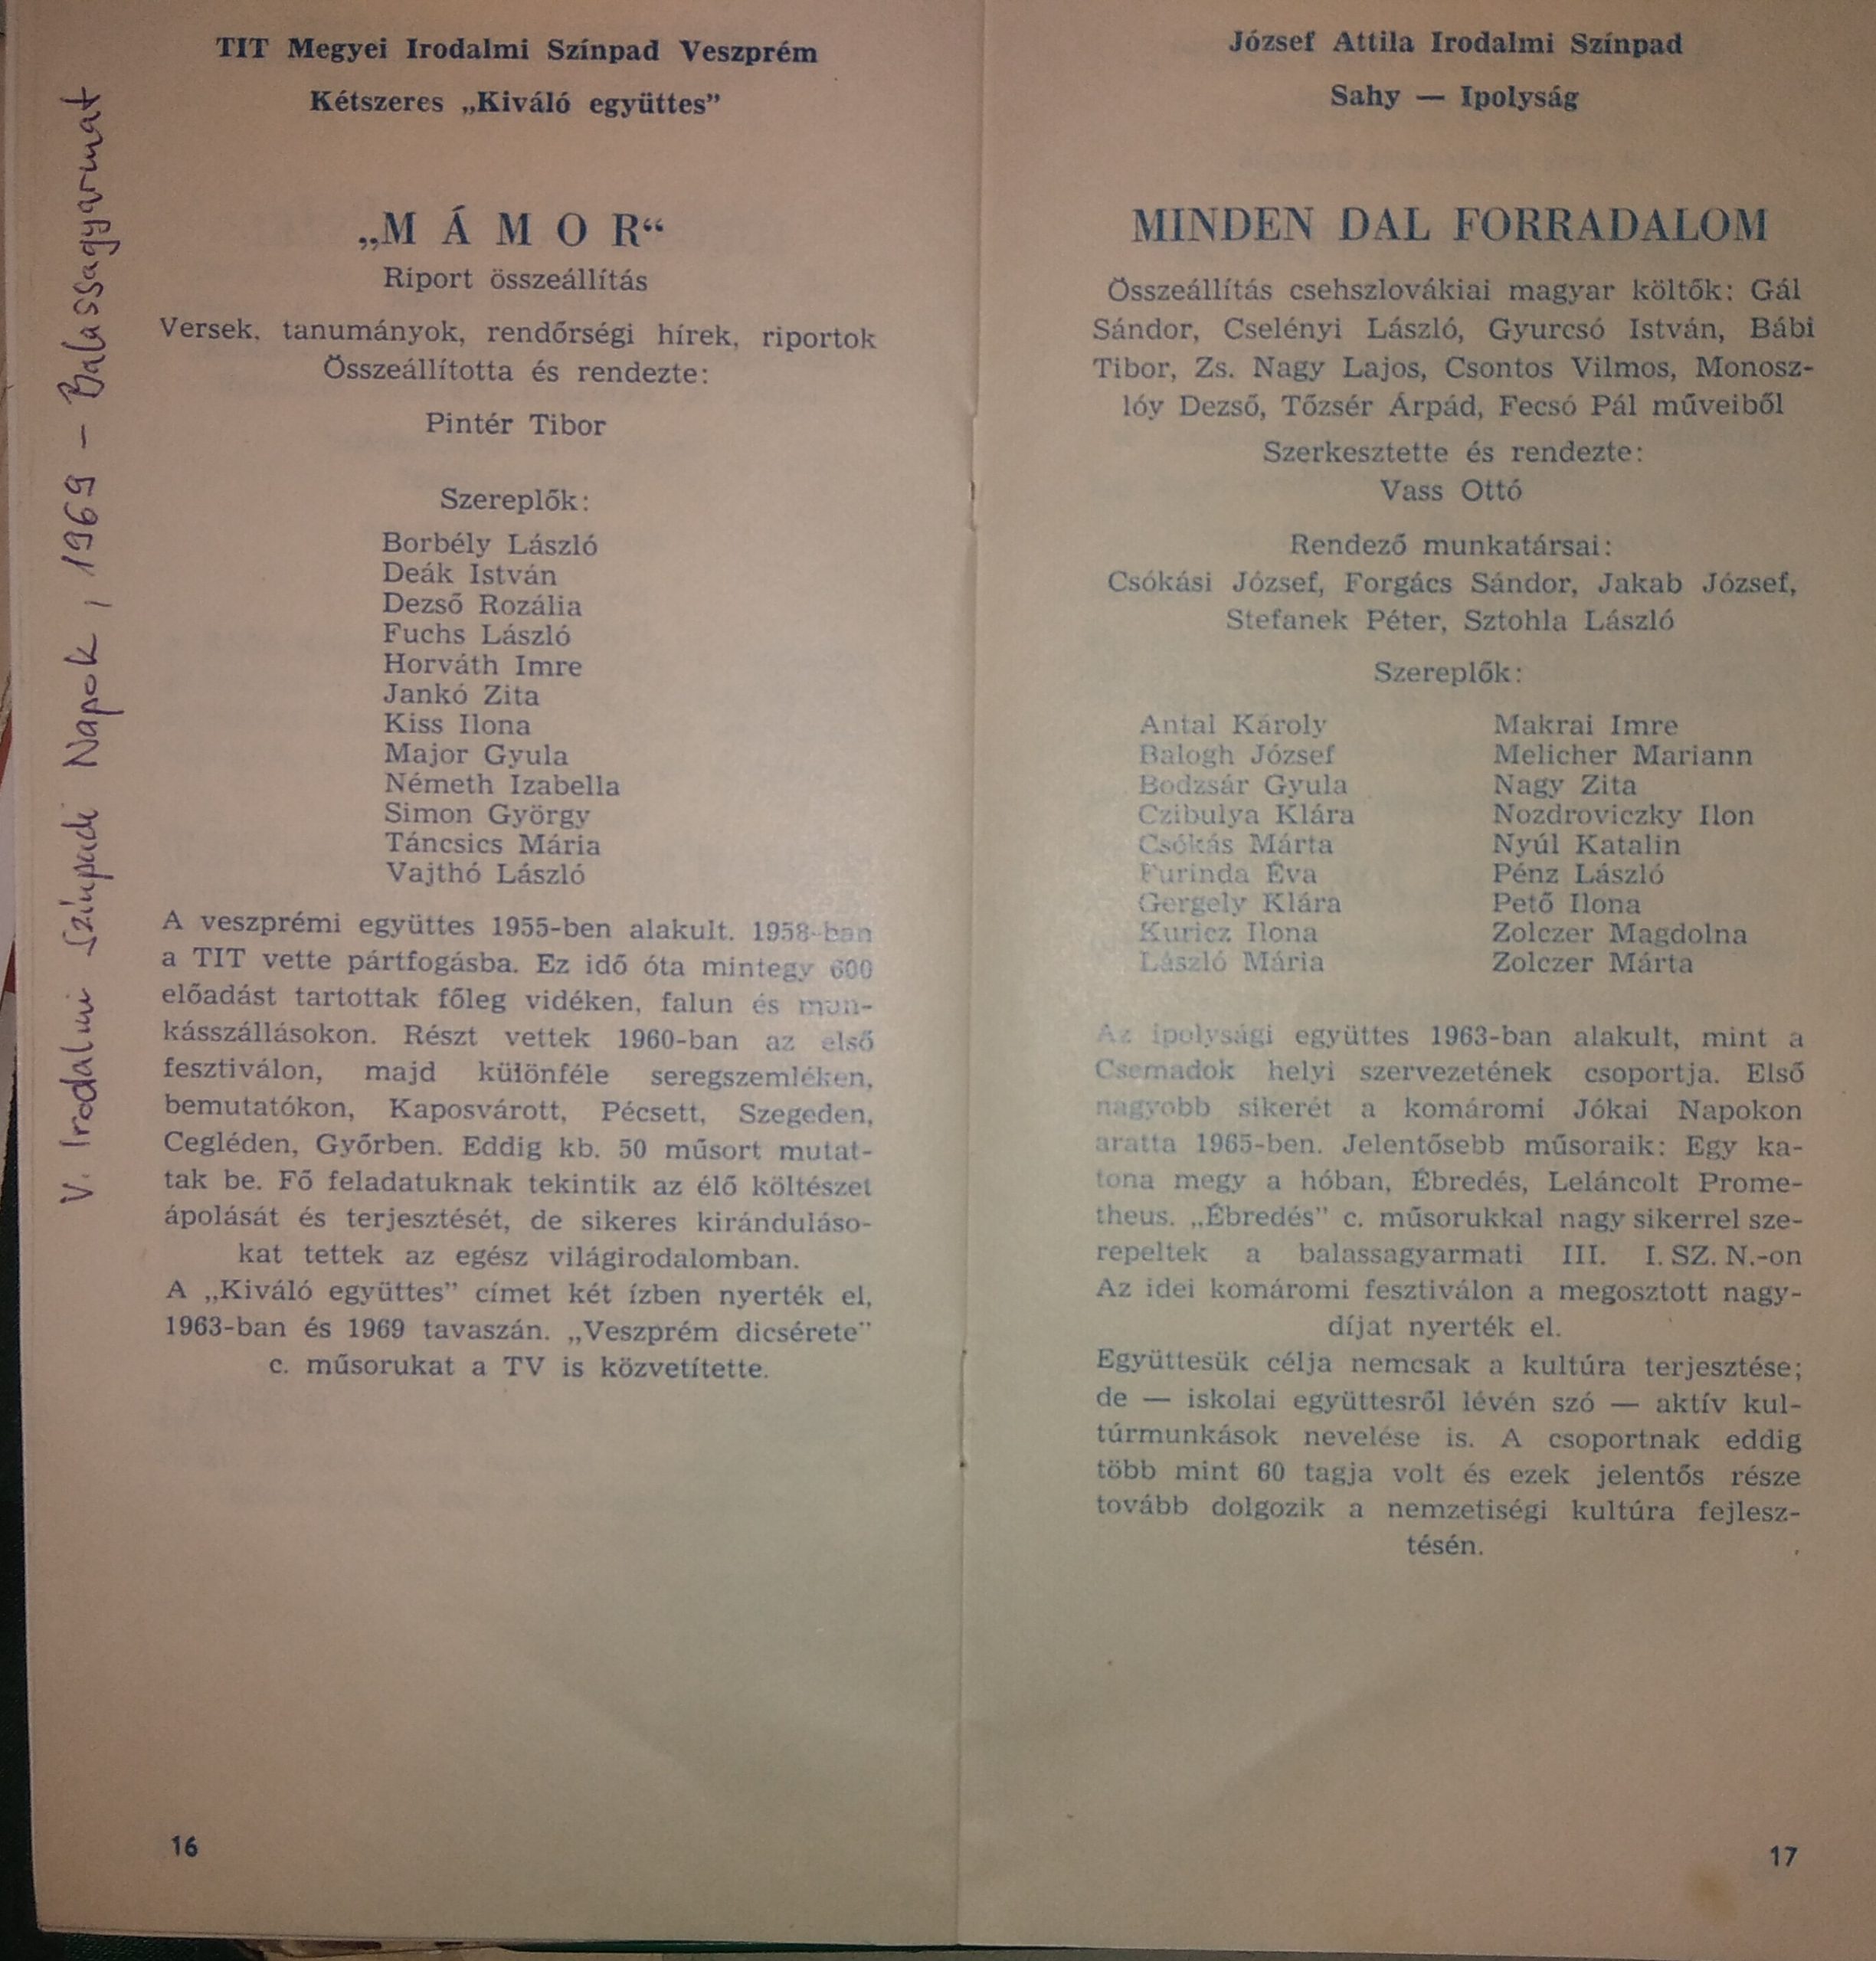 V. Irodalmi Színpadi Napok, 1969 - Balassagyarmat
TIT Megyei Irodalmi Színpad Veszprém
Kétszeres „Kiváló együttes”
„M Á M O R“
Riport összeállítás
Versek, tanumányok, rendőrségi hírek, riportok
Összeállította és rendezte:
Pintér Tibor
Szereplők:
Borbély László
Deák István
Dezső Rozália
Fuchs László
Horváth Imre
Jankó Zita
Kiss Ilona
Major Gyula
Németh Izabella
Simon György
Táncsics Mária
Vajthó László
A veszprémi együttes 1955-ben alakult. 1958-ban
a TIT vette pártfogásba. Ez idő óta mintegy 600
előadást tartottak főleg vidéken, falun és mun-
kásszállásokon. Részt vettek 1960-ban az első
fesztiválon, majd különféle seregszemléken,
bemutatókon, Kaposvárott, Pécsett, Szegeden,
Cegléden, Győrben. Eddig kb. 50 műsort mutat-
tak be. Fő feladatuknak tekintik az élő költészet
ápolását és terjesztését, de sikeres kiránduláso-
kat tettek az egész világirodalomban.
A „Kiváló együttes” címet két ízben nyerték el,
1963-ban és 1969 tavaszán. „Veszprém dicsérete”
c. műsorukat a TV is közvetítette.
16
József Attila Irodalmi Színpad
Sahy — Ipolyság
MINDEN DAL FORRADALOM
Összeállítás csehszlovákiai magyar költők: Gál
Sándor, Cselényi László, Gyurcsó István, Bábi
Tibor, Zs. Nagy Lajos, Csontos Vilmos, Monosz-
lóy Dezső, Tőzsér Árpád, Fecsó Pál műveiből
Szerkesztette és rendezte:
Vass Ottó
Rendező munkatársai:
Csókási József, Forgács Sándor, Jakab József,
Stefanek Péter, Sztohla László
Szereplők:
Antal Károly
Balogh József
Bodzsár Gyula
Czibulya Klára
Csókás Márta
Furinda Éva
Gergely Klára
Kuricz Ilona
László Mária
Makrai Imre
Melicher Mariann
Nagy Zita
Nozdroviczky Ilon
Nyúl Katalin
Pénz László
Pető Ilona
Zolczer Magdolna
Zolczer Márta
Az ipolysági együttes 1963-ban alakult, mint a
Csemadok helyi szervezetének csoportja. Első
nagyobb sikerét a komáromi Jókai Napokon
aratta 1965-ben. Jelentősebb műsoraik: Egy ka-
tona megy a hóban, Ébredés, Leláncolt Prome-
theus. „Ébredés” c. műsorukkal nagy sikerrel sze-
repeltek a balassagyarmati III. I. SZ. N.-on
Az idei komáromi fesztiválon a megosztott nagy-
díjat nyerték el.
Együttesük célja nemcsak a kultúra terjesztése;
de — iskolai együttesről lévén szó — aktív kul-
túrmunkások nevelése is. A csoportnak eddig
több mint 60 tagja volt és ezek jelentős része
tovább dolgozik a nemzetiségi kultúra fejlesz-
tésén.
17